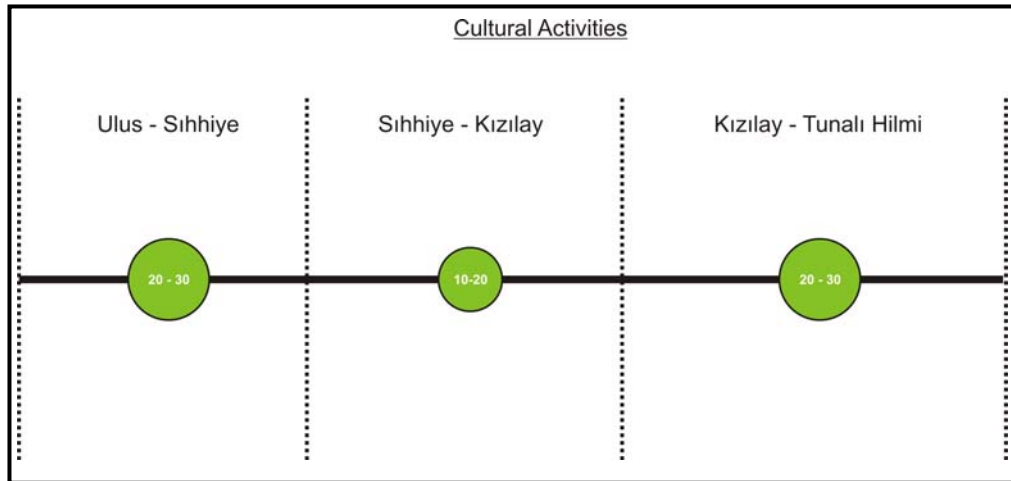 Cultural Activities
Ulus - Sıhhiye
Sıhhiye - Kızılay
Kızılay - Tunalı Hilmi
20 - 30
10-20
20 - 30